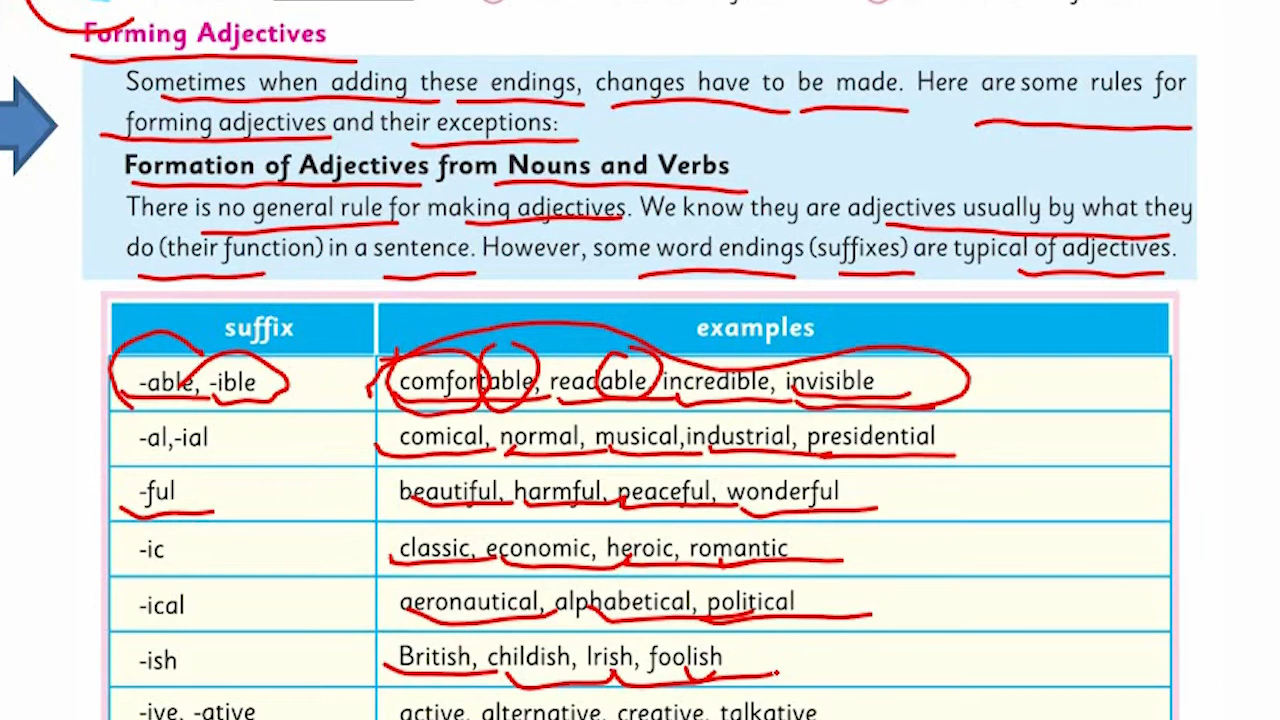 Forming Adjectives
Sometimes when adding these endings, changes have to be made. Here are some rules for
forming adjectives and their exceptions:
Formation of Adjectives from Nouns and Verbs
There is no general rule for making adjectives. We know they are adjectives usually by what they
do (their function) in a sentence. However, some word endings (suffixes) are typical of adjectives.
suffix examples
-able, -ible comfortable, readable, incredible, invisible
-al,-ial comical, normal, musical,industrial, presidential
-ful beautiful, harmful, peaceful, wonderful
-ic classic, economic, heroic, romantic
-ical aeronautical, alphabetical, political
-ish British, childish, Irish, foolish
-ive, -ative active, alternative, creative, talkative